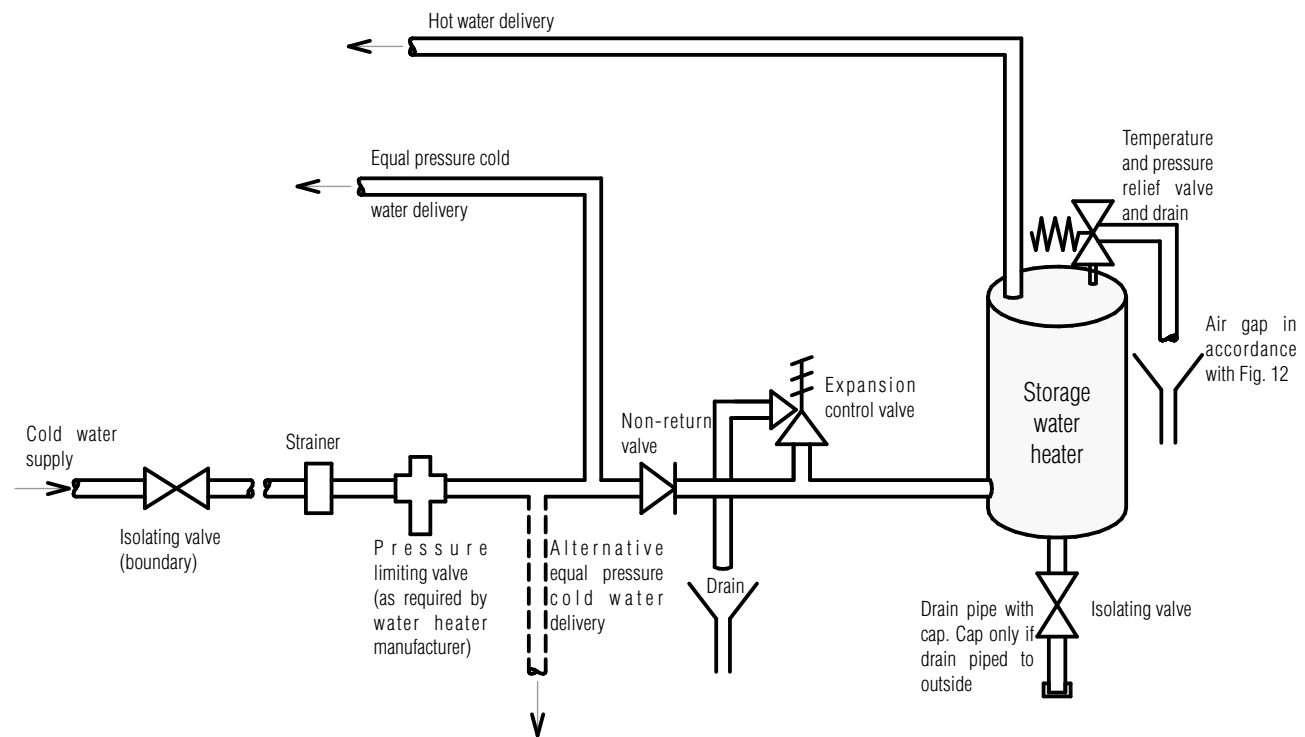 Hot water delivery
Equal pressure cold
water delivery
Temperature
and pressure
relief valve
and drain
Air gap in
accordance
with Fig. 12
Storage
water
heater
Expansion
control valve
Non-return
valve
Strainer
Cold water
supply
Isolating valve
(boundary)
Pressure
limiting valve
(as required by
water heater
manufacturer)
Alternative
equal pressure
cold water
delivery
Drain
Drain pipe with
cap. Cap only if
drain piped to
outside
Isolating valve